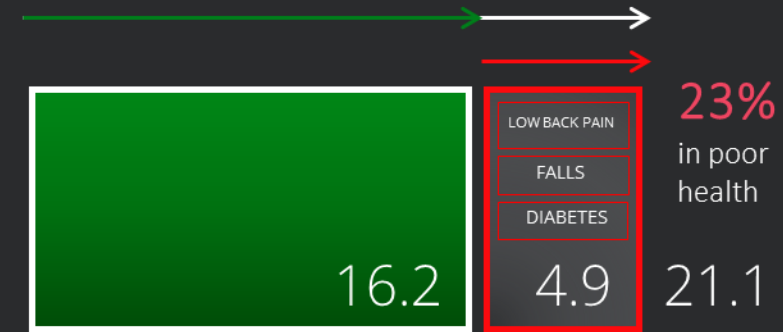 LOW BACK PAIN
FALLS
DIABETES
23%
in poor
health
16.2
4.9
21.1